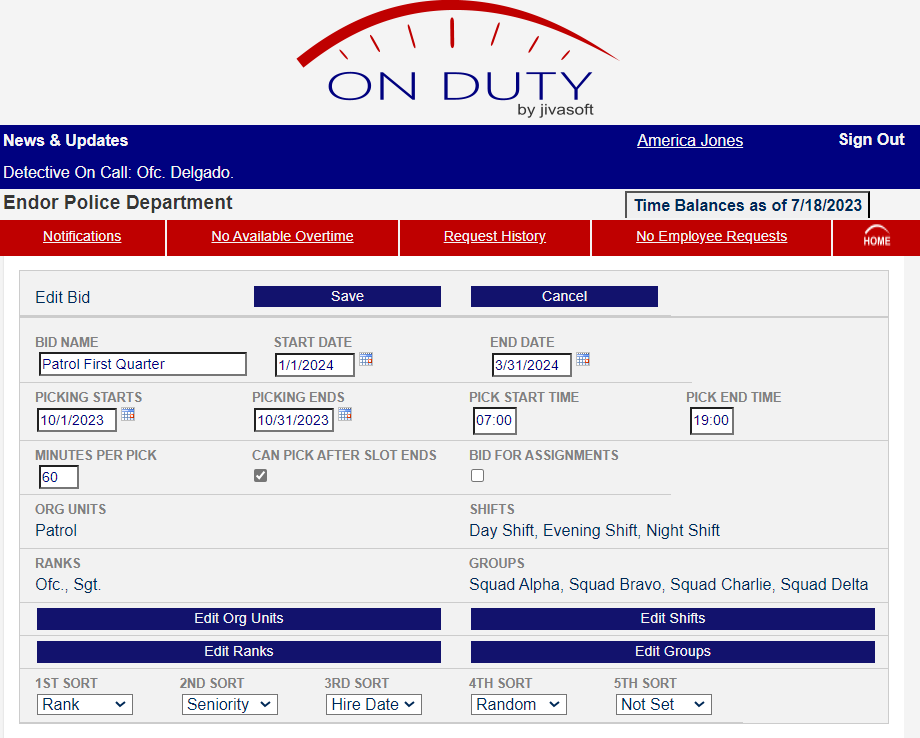 ON DUTY
by jivasoft
News & Updates America Jones Sign Out
Detective On Call: Ofc. Delgado.
Endor Police Department Time Balances as of 7/18/2023
Notifications No Available Overtime Request History No Employee Requests HOME
Edit Bid Save Cancel
BID NAME START DATE END DATE
Patrol First Quarter 1/1/2024 3/31/2024
PICKING STARTS PICKING ENDS PICK START TIME PICK END TIME
10/1/2023 10/31/2023 07:00 19:00
MINUTES PER PICK CAN PICK AFTER SLOT ENDS BID FOR ASSIGNMENTS
60
ORG UNITS SHIFTS
Patrol Day Shift, Evening Shift, Night Shift
RANKS GROUPS
Ofc., Sgt. Squad Alpha, Squad Bravo, Squad Charlie, Squad Delta
Edit Org Units Edit Shifts
Edit Ranks Edit Groups
1ST SORT 2ND SORT 3RD SORT 4TH SORT 5TH SORT
Rank Seniority Hire Date Random Not Set